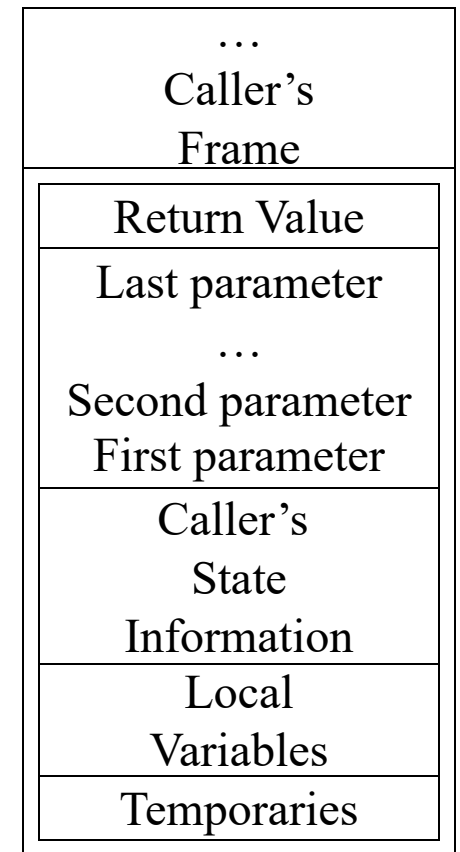 …
Caller’s
Frame
Return Value
Last parameter
…
Second parameter
First parameter
Caller’s
State
Information
Local
Variables
Temporaries